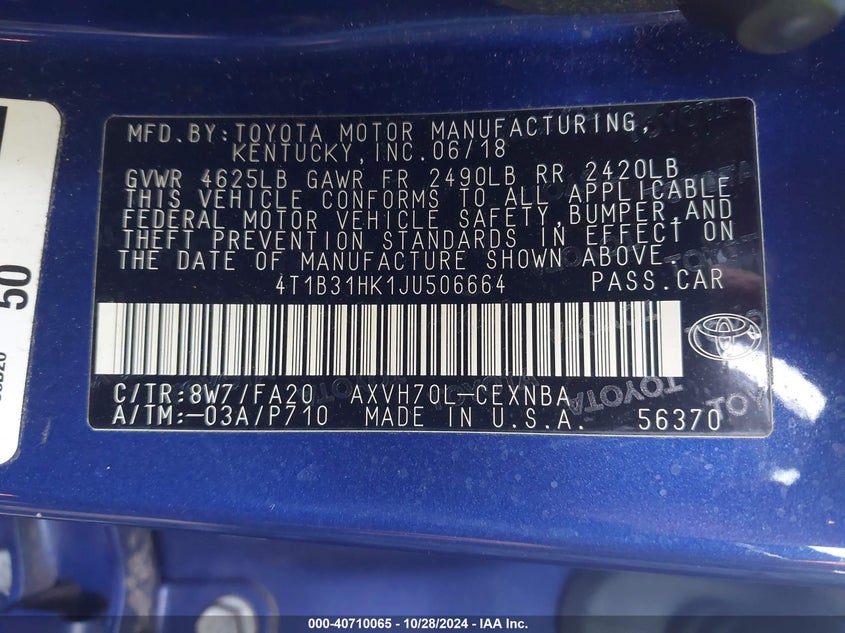 MFD. BY: TOYOTA MOTOR MANUFACTURING,
KENTUCKY, INC. 06/18
GVWR 4625LB GAWR FR 2490LB RR 2420LB
THIS VEHICLE CONFORMS TO ALL APPLICABLE
FEDERAL MOTOR VEHICLE SAFETY, BUMPER, AND
THEFT PREVENTION STANDARDS IN EFFECT ON
THE DATE OF MANUFACTURE SHOWN ABOVE.
4T1B31HK1JU506664 PASS. CAR
C/TR: 8W7/FA20 AXVH70L-CEXNBA
A/TM: -03A/P710 MADE IN U.S.A. 56370
50
TOYOTA
000-40710065 - 10/28/2024 - IAA Inc.